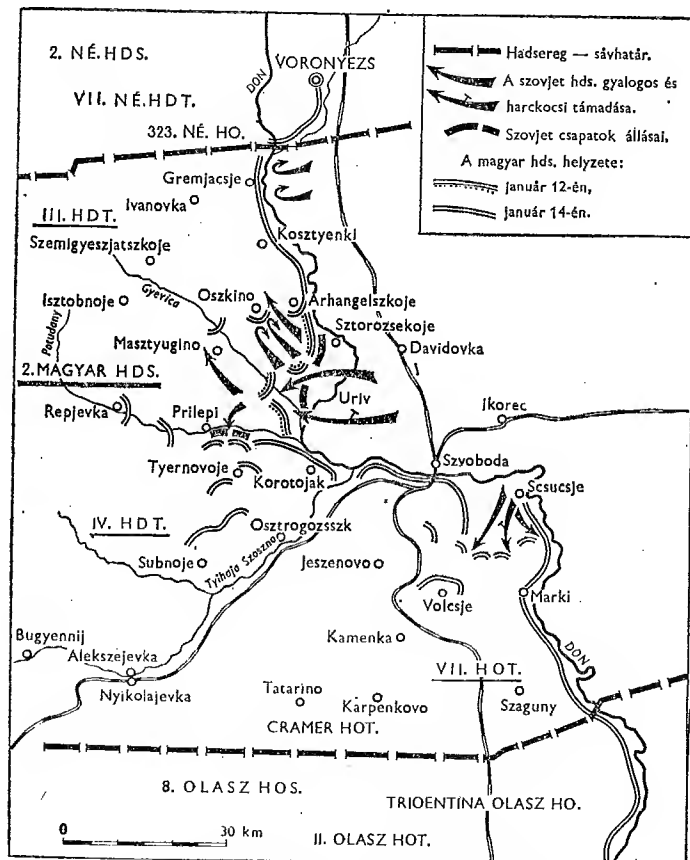 2. NÉ.HDS.
VORONYEZS
DON
VII. NÉ.HDT.
323. NÉ. HO.
Hadsereg — sávhatár.
A szovjet hds. gyalogos és
harckocsi támadása.
Szovjet csapatok állásai.
A magyar hds. helyzete:
január 12-én,
január 14-én.
Gremjacsje
Ivanovka
III. HDT.
Kosztyenki
Szemigyeszjatszkoje
Gyevica
Oszkino
Arhangelszkoje
Isztobnoje
Potudany
Sztorozsekoje
Masztyugino
Davidovka
2. MAGYAR HDS.
Uriv
Repjevka
Prilepi
Ikorec
Tyernovoje
Korotojak
Szvoboda
Scsucsje
IV. HDT.
Osztrogozsszk
Subnoje
Tyihaja Szoszna
Jeszenovo
Volcsje
Marki
Bugyennij
Kamenka
DON
Alekszejevka
VII. HOT.
Nyikolajevka
Tatarino
Karpenkovo
Szaguny
CRAMER HOT.
8. OLASZ HOS.
TRIOENTINA OLASZ HO.
0 30 km
II. OLASZ HOT.